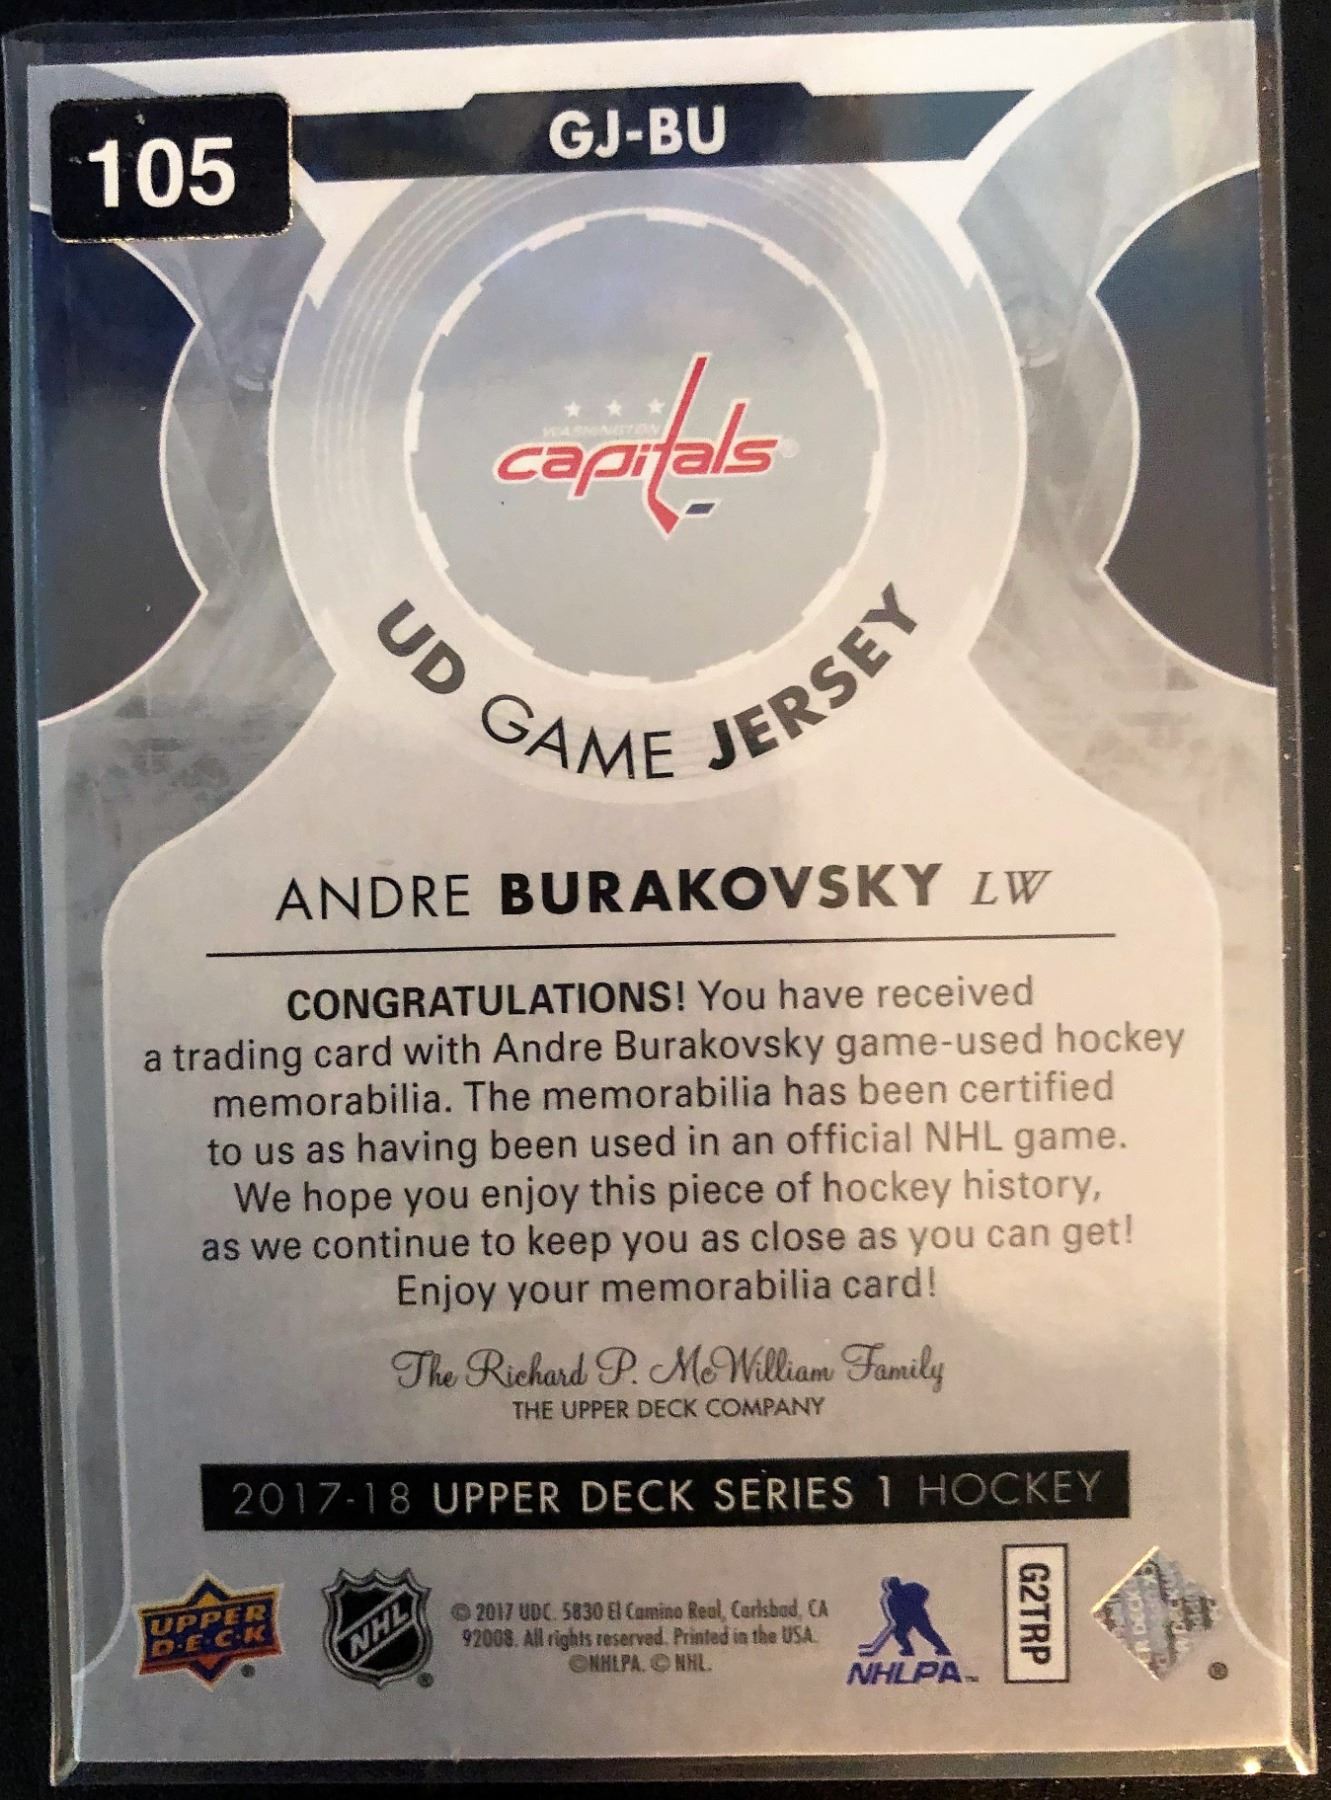 105
GJ-BU
WASHINGTON
capitals®
UD GAME JERSEY
ANDRE BURAKOVSKY LW
CONGRATULATIONS! You have received
a trading card with Andre Burakovsky game-used hockey
memorabilia. The memorabilia has been certified
to us as having been used in an official NHL game.
We hope you enjoy this piece of hockey history,
as we continue to keep you as close as you can get!
Enjoy your memorabilia card!
The Richard P. McWilliam Family
THE UPPER DECK COMPANY
2017-18 UPPER DECK SERIES 1 HOCKEY
UPPER
D•E•C•K
®
NHL
®
© 2017 UDC. 5830 El Camino Real, Carlsbad, CA
92008. All rights reserved. Printed in the USA.
©NHLPA. © NHL.
NHLPA™
G2TRP
®